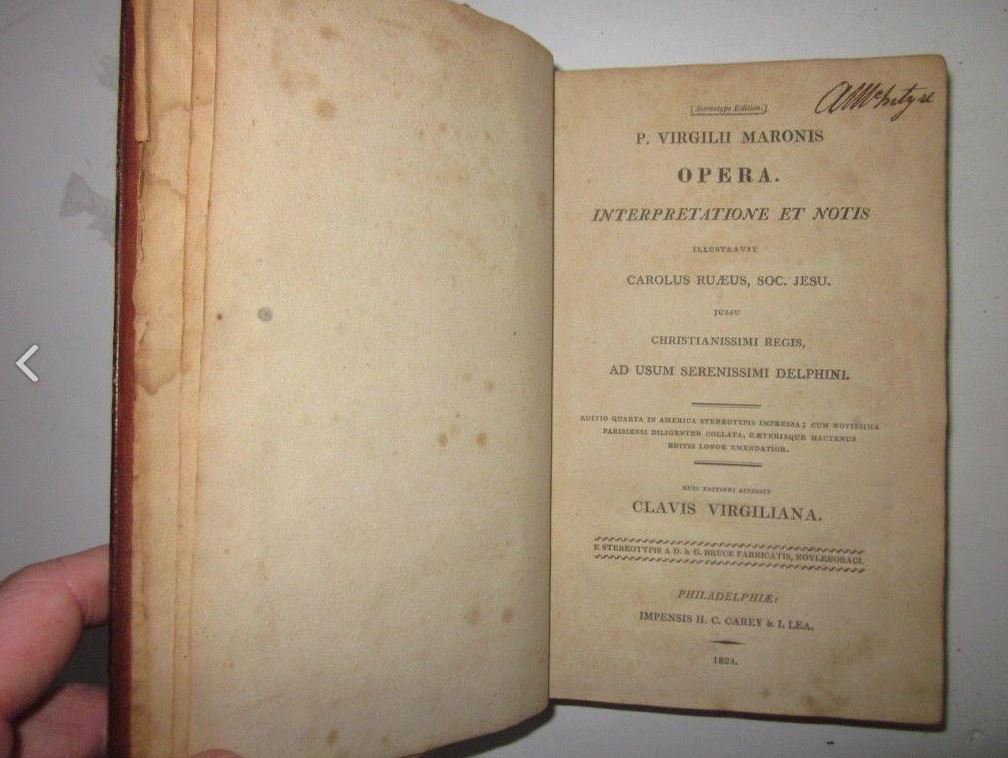 [Stereotype Edition.]
A McIntyre
P. VIRGILII MARONIS
OPERA.
INTERPRETATIONE ET NOTIS
ILLUSTRAVIT
CAROLUS RUÆUS, SOC. JESU.
JUSSU
CHRISTIANISSIMI REGIS,
AD USUM SERENISSIMI DELPHINI.
EDITIO QUARTA IN AMERICA STEREOTYPIS IMPRESSA; CUM NOVISSIMA
PARISIENSI DILIGENTER COLLATA, CÆTERISQUE HACTENUS
EDITIS LONGE EMENDATIOR.
HUIC EDITIONI ACCESSIT
CLAVIS VIRGILIANA.
E STEREOTYPIS A D. & G. BRUCE FABRICATIS, NOVI-EBORACI.
PHILADELPHIÆ:
IMPENSIS H. C. CAREY & I. LEA.
1824.